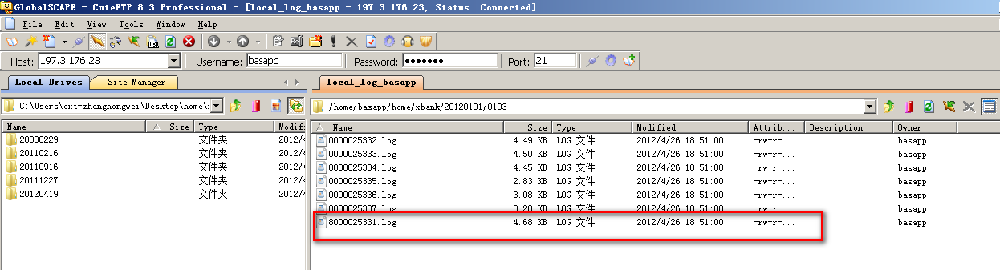 GlobalSCAPE - CuteFTP 8.3 Professional - [local_log_basapp - 197.3.176.23, Status: Connected]
File Edit View Tools Window Help
URL
Host: 197.3.176.23 Username: basapp Password: ●●●●●●● Port: 21
Local Drives Site Manager local_log_basapp
C:\Users\cxt-zhanghongwei\Desktop\home\ /home/basapp/home/xbank/20120101/0103
Name Size Type Modif Name Size Type Modified Attrib... Description Owner
20080229 文件夹 2012/4 0000025332.log 4.49 KB LOG 文件 2012/4/26 18:51:00 -rw-r-... basapp
20110216 文件夹 2012/4 0000025333.log 4.50 KB LOG 文件 2012/4/26 18:51:00 -rw-r-... basapp
20110916 文件夹 2012/4 0000025334.log 4.45 KB LOG 文件 2012/4/26 18:51:00 -rw-r-... basapp
20111227 文件夹 2012/4 0000025335.log 2.83 KB LOG 文件 2012/4/26 18:51:00 -rw-r-... basapp
20120419 文件夹 2012/4 0000025336.log 3.08 KB LOG 文件 2012/4/26 18:51:00 -rw-r-... basapp
0000025337.log 3.28 KB LOG 文件 2012/4/26 18:51:00 -rw-r-... basapp
8000025331.log 4.68 KB LOG 文件 2012/4/26 18:51:00 -rw-r-... basapp